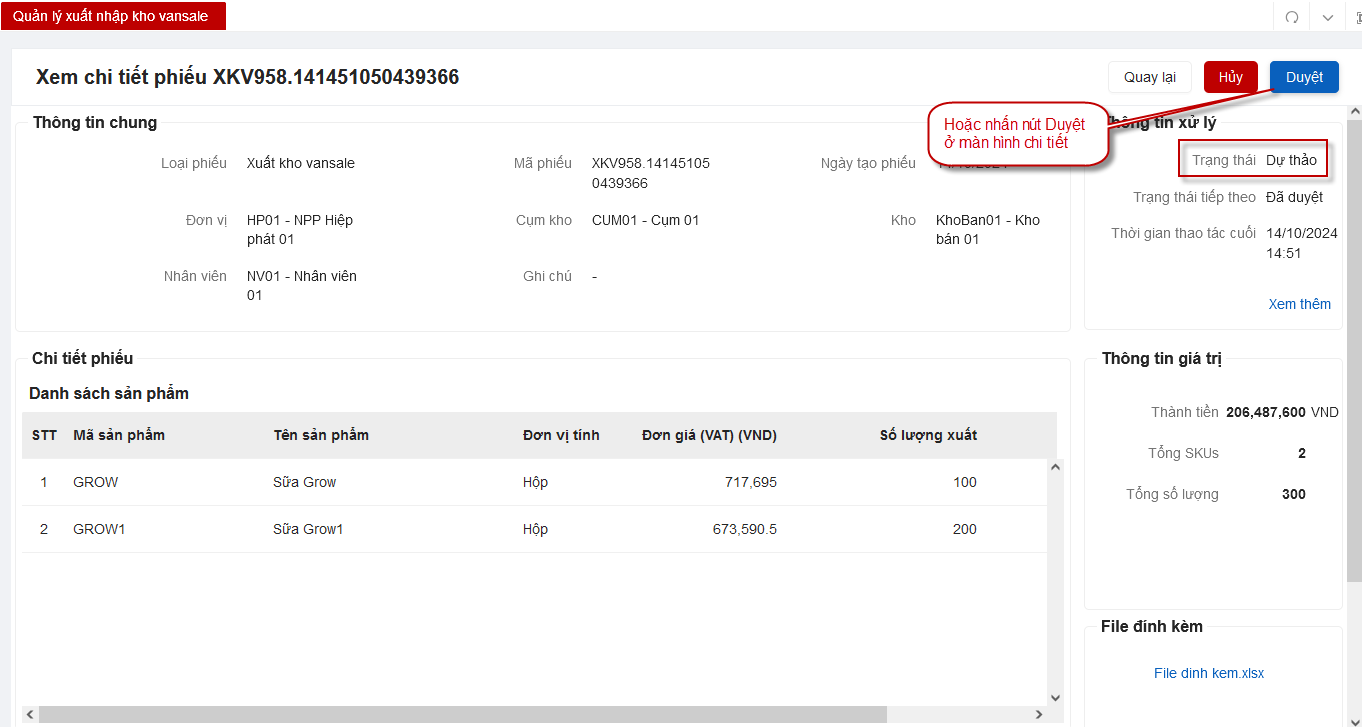 Quản lý xuất nhập kho vansale
Xem chi tiết phiếu XKV958.141451050439366
Quay lại
Hủy
Duyệt
Hoặc nhấn nút Duyệt
ở màn hình chi tiết
Thông tin chung
Loại phiếu
Xuất kho vansale
Mã phiếu
XKV958.14145105
0439366
Ngày tạo phiếu
Đơn vị
HP01 - NPP Hiệp
phát 01
Cụm kho
CUM01 - Cụm 01
Kho
KhoBan01 - Kho
bán 01
Nhân viên
NV01 - Nhân viên
01
Ghi chú
-
Thông tin xử lý
Trạng thái
Dự thảo
Trạng thái tiếp theo
Đã duyệt
Thời gian thao tác cuối
14/10/2024
14:51
Xem thêm
Chi tiết phiếu
Danh sách sản phẩm
STT Mã sản phẩm Tên sản phẩm Đơn vị tính Đơn giá (VAT) (VND) Số lượng xuất
1 GROW Sữa Grow Hộp 717,695 100
2 GROW1 Sữa Grow1 Hộp 673,590.5 200
Thông tin giá trị
Thành tiền 206,487,600 VND
Tổng SKUs 2
Tổng số lượng 300
File đính kèm
File dinh kem.xlsx